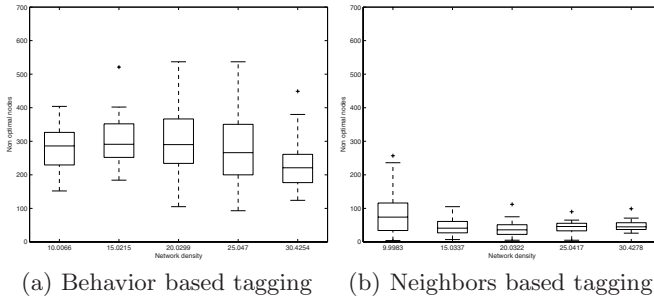 700
600
500
400
300
200
100
0
Non optimal nodes
10.0066 15.0215 20.0299 25.047 30.4254
Network density
(a) Behavior based tagging
700
600
500
400
300
200
100
0
Non optimal nodes
9.9983 15.0337 20.0322 25.0417 30.4278
Network density
(b) Neighbors based tagging